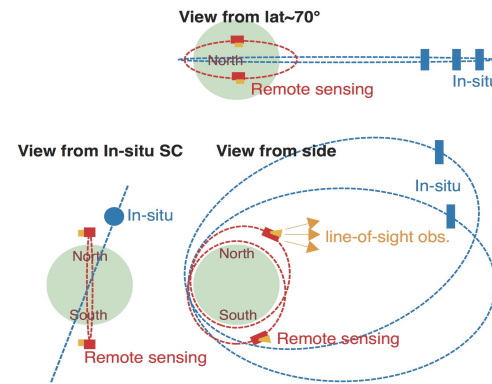 View from lat~70°
North
In-situ
Remote sensing
View from In-situ SC
View from side
In-situ
In-situ
North
North
line-of-sight obs.
South
South
Remote sensing
Remote sensing